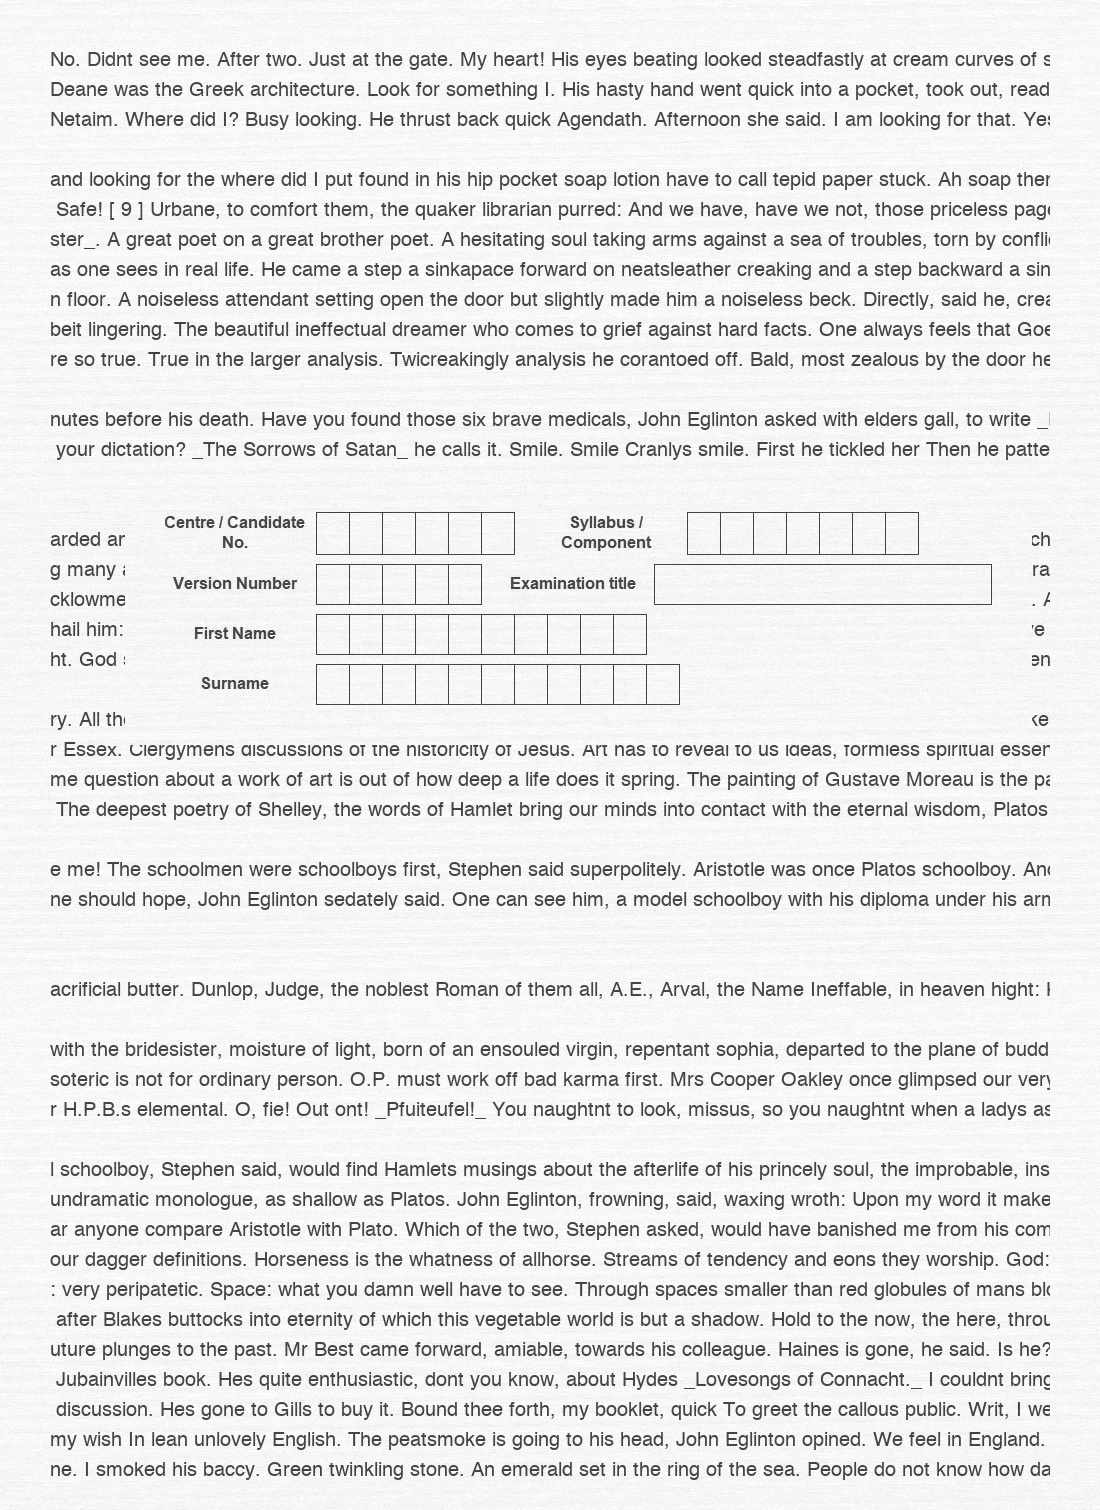 No. Didnt see me. After two. Just at the gate. My heart! His eyes beating looked steadfastly at cream curves of
Deane was the Greek architecture. Look for something I. His hasty hand went quick into a pocket, took out, read
Netaim. Where did I? Busy looking. He thrust back quick Agendath. Afternoon she said. I am looking for that. Yes
and looking for the where did I put found in his hip pocket soap lotion have to call tepid paper stuck. Ah soap
Safe! [ 9 ] Urbane, to comfort them, the quaker librarian purred: And we have, have we not, those priceless
ster_. A great poet on a great brother poet. A hesitating soul taking arms against a sea of troubles, torn by
as one sees in real life. He came a step a sinkapace forward on neatsleather creaking and a step backward a sin
n floor. A noiseless attendant setting open the door but slightly made him a noiseless beck. Directly, said he,
beit lingering. The beautiful ineffectual dreamer who comes to grief against hard facts. One always feels that
re so true. True in the larger analysis. Twicreakingly analysis he corantoed off. Bald, most zealous by the door he
nutes before his death. Have you found those six brave medicals, John Eglinton asked with elders gall, to write
your dictation? _The Sorrows of Satan_ he calls it. Smile. Smile Cranlys smile. First he tickled her Then he patte
Centre / Candidate No.
Syllabus / Component
arded
ch
g many
ra
Version Number
Examination title
cklowme
hail him:
First Name
ht. God
en
Surname
ry. All
r Essex. Clergymens discussions of the historicity of Jesus. Art has to reveal to us ideas, formless spiritual
me question about a work of art is out of how deep a life does it spring. The painting of Gustave Moreau is the
The deepest poetry of Shelley, the words of Hamlet bring our minds into contact with the eternal wisdom, Platos
e me! The schoolmen were schoolboys first, Stephen said superpolitely. Aristotle was once Platos schoolboy.
ne should hope, John Eglinton sedately said. One can see him, a model schoolboy with his diploma under his
acrificial butter. Dunlop, Judge, the noblest Roman of them all, A.E., Arval, the Name Ineffable, in heaven hight:
with the bridesister, moisture of light, born of an ensouled virgin, repentant sophia, departed to the plane of budd
soteric is not for ordinary person. O.P. must work off bad karma first. Mrs Cooper Oakley once glimpsed our very
r H.P.B.s elemental. O, fie! Out ont! _Pfuiteufel!_ You naughtnt to look, missus, so you naughtnt when a ladys as
l schoolboy, Stephen said, would find Hamlets musings about the afterlife of his princely soul, the improbable, ins
undramatic monologue, as shallow as Platos. John Eglinton, frowning, said, waxing wroth: Upon my word it make
ar anyone compare Aristotle with Plato. Which of the two, Stephen asked, would have banished me from his com
our dagger definitions. Horseness is the whatness of allhorse. Streams of tendency and eons they worship. God:
: very peripatetic. Space: what you damn well have to see. Through spaces smaller than red globules of mans
after Blakes buttocks into eternity of which this vegetable world is but a shadow. Hold to the now, the here,
uture plunges to the past. Mr Best came forward, amiable, towards his colleague. Haines is gone, he said. Is he?
Jubainvilles book. Hes quite enthusiastic, dont you know, about Hydes _Lovesongs of Connacht._ I couldnt bring
discussion. Hes gone to Gills to buy it. Bound thee forth, my booklet, quick To greet the callous public. Writ, I we
my wish In lean unlovely English. The peatsmoke is going to his head, John Eglinton opined. We feel in England.
ne. I smoked his baccy. Green twinkling stone. An emerald set in the ring of the sea. People do not know how da